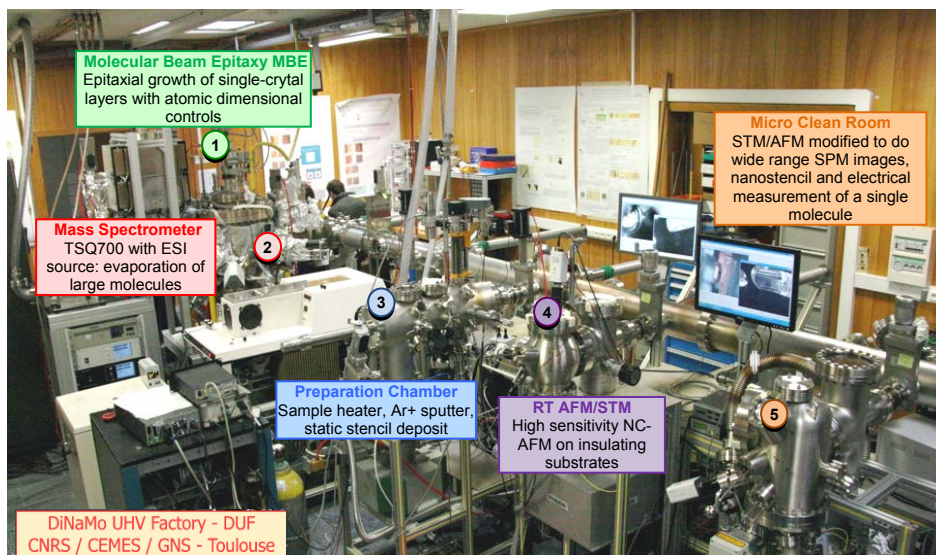 Molecular Beam Epitaxy MBE
Epitaxial growth of single-crytal
layers with atomic dimensional
controls
1
Micro Clean Room
STM/AFM modified to do
wide range SPM images,
nanostencil and electrical
measurement of a single
molecule
Mass Spectrometer
TSQ700 with ESI
source: evaporation of
large molecules
2
3
4
Preparation Chamber
Sample heater, Ar+ sputter,
static stencil deposit
RT AFM/STM
High sensitivity NC-
AFM on insulating
substrates
5
DiNaMo UHV Factory - DUF
CNRS / CEMES / GNS - Toulouse